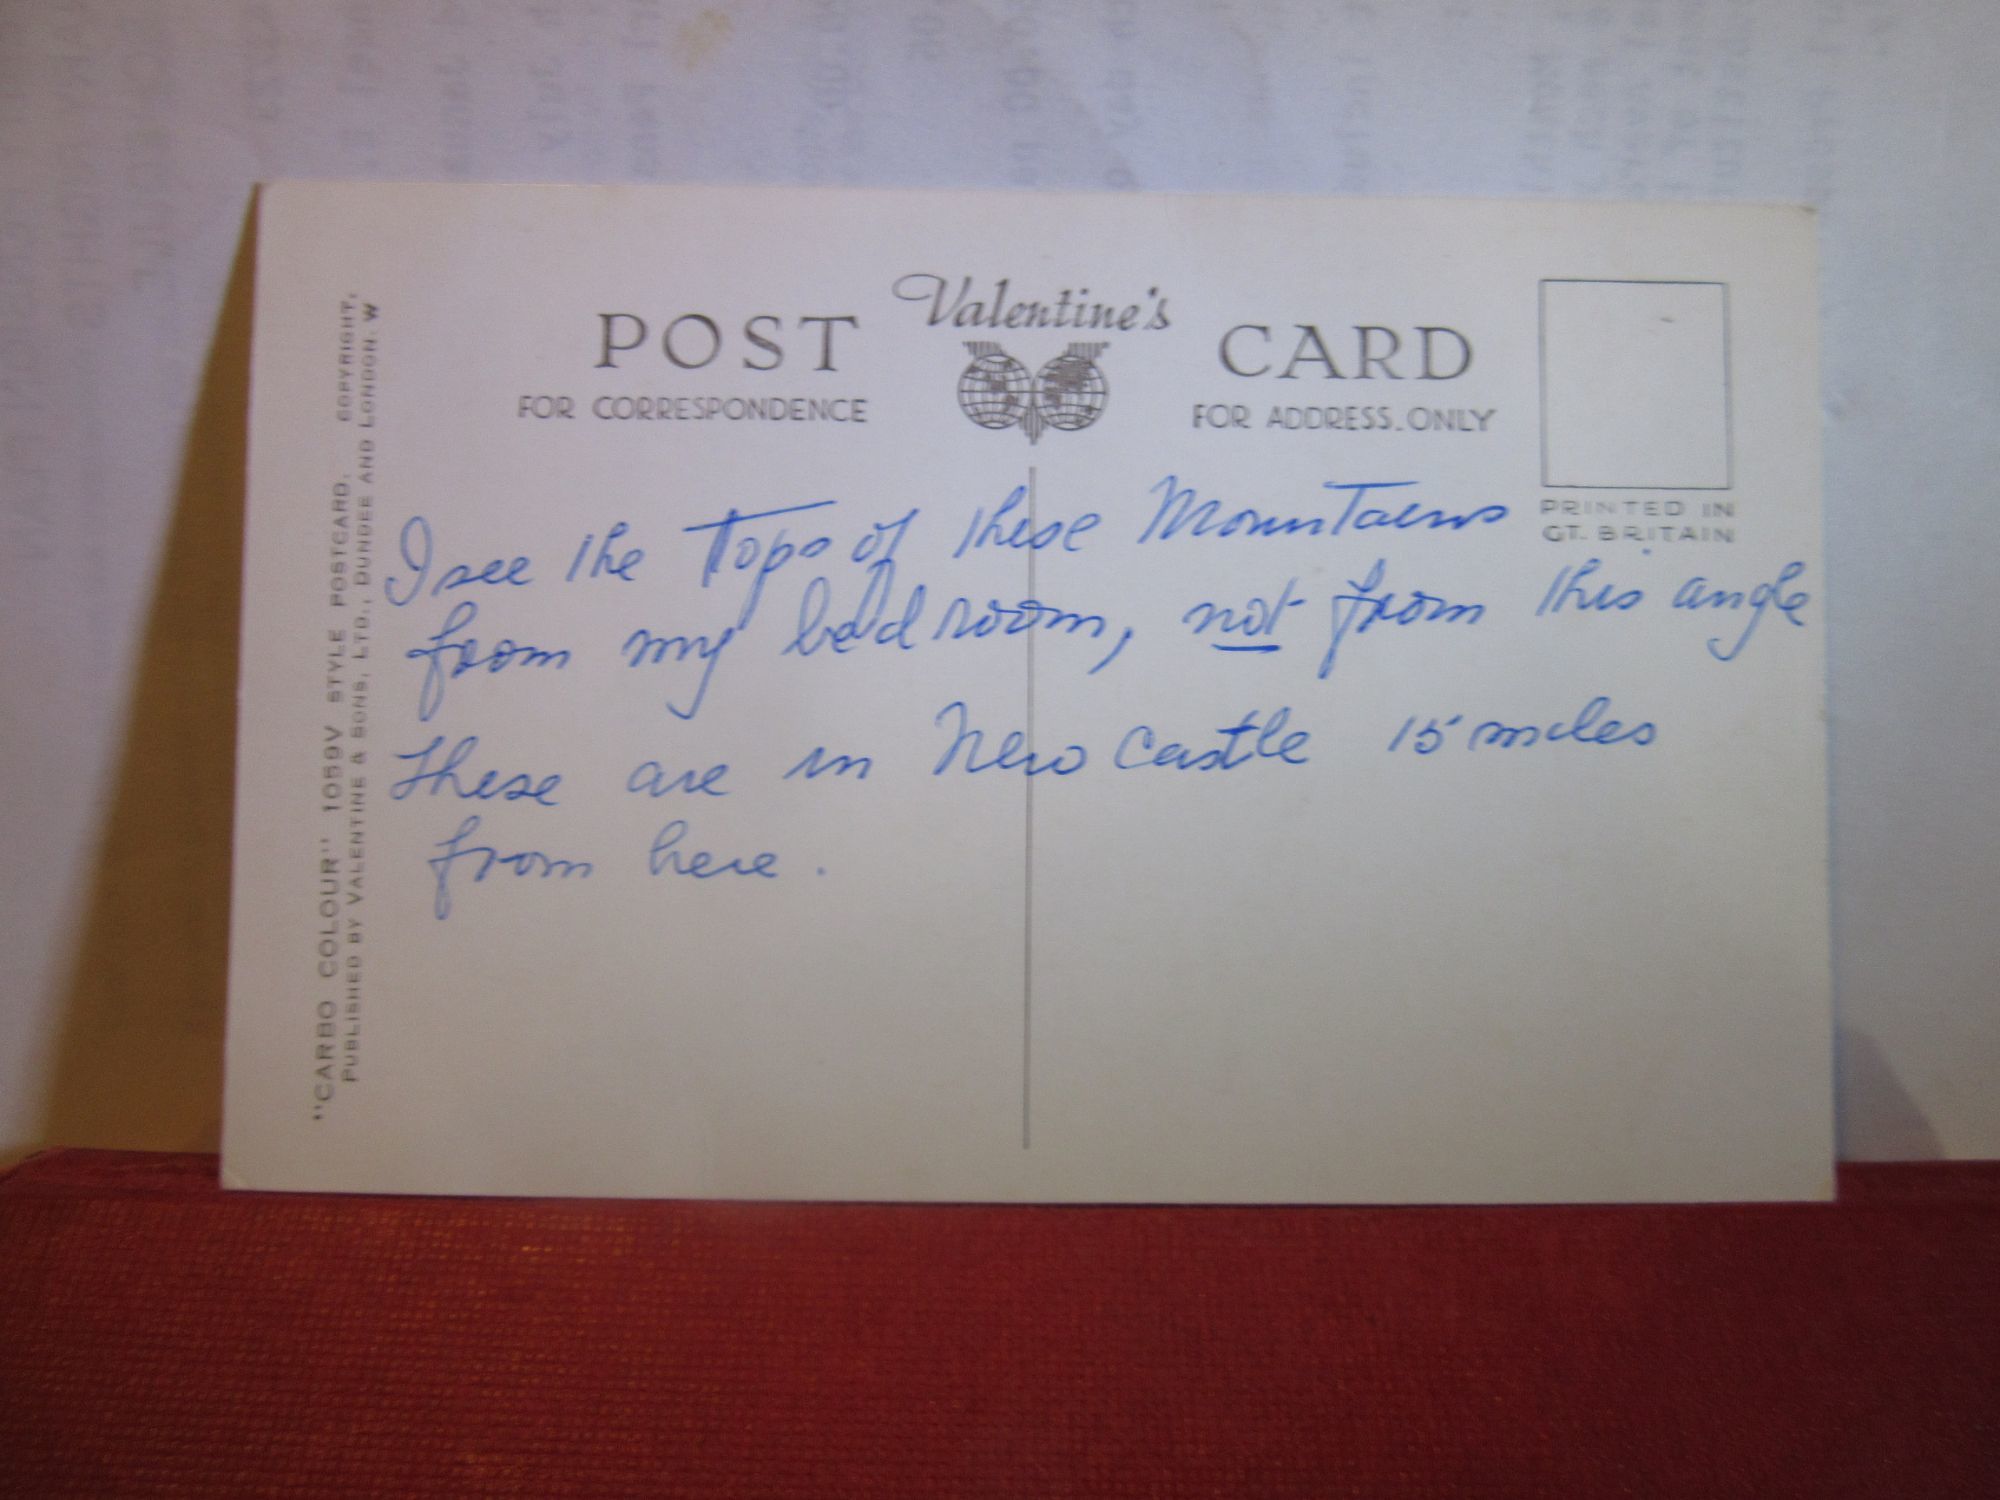 Valentine's
POST CARD
FOR CORRESPONDENCE
FOR ADDRESS ONLY
PRINTED IN
GT. BRITAIN
I see the Tops of these Mountains
from my bedroom, not from this angle
These are in New Castle 15 miles
from here.
"CARBO COLOUR" 1059V STYLE POSTCARD. COPYRIGHT,
PUBLISHED BY VALENTINE & SONS, LTD., DUNDEE AND LONDON. W